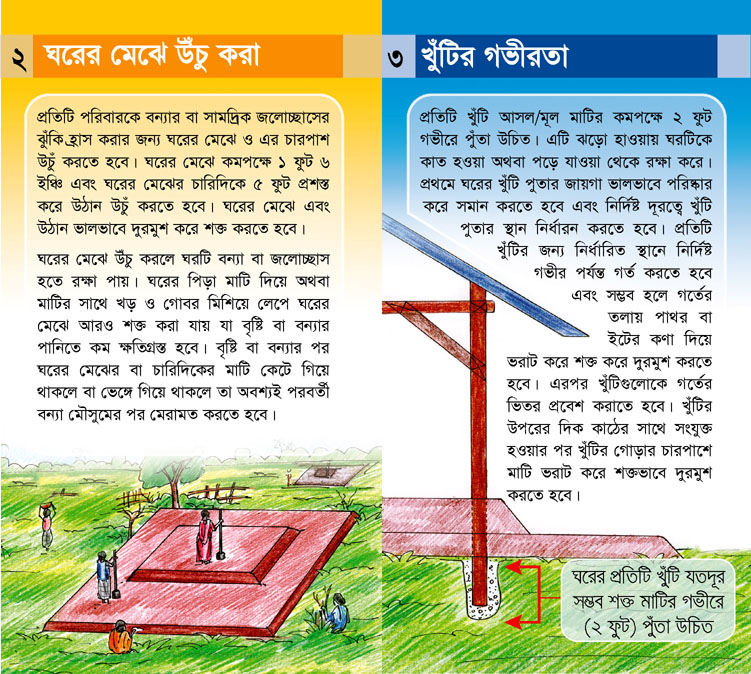 ২ ঘরের মেঝে উঁচু করা
প্রতিটি পরিবারকে বন্যার বা সামদ্রিক জলোচ্ছাসের
ঝুঁকি হ্রাস করার জন্য ঘরের মেঝে ও এর চারপাশ
উচুঁ করতে হবে। ঘরের মেঝে কমপক্ষে ১ ফুট ৬
ইঞ্চি এবং ঘরের মেঝের চারিদিকে ৫ ফুট প্রশস্ত
করে উঠান উচুঁ করতে হবে। ঘরের মেঝে এবং
উঠান ভালভাবে দুরমুশ করে শক্ত করতে হবে।
ঘরের মেঝে উঁচু করলে ঘরটি বন্যা বা জলোচ্ছাস
হতে রক্ষা পায়। ঘরের পিড়া মাটি দিয়ে অথবা
মাটির সাথে খড় ও গোবর মিশিয়ে লেপে ঘরের
মেঝে আরও শক্ত করা যায় যা বৃষ্টি বা বন্যার
পানিতে কম ক্ষতিগ্রস্ত হবে। বৃষ্টি বা বন্যার পর
ঘরের মেঝের বা চারিদিকের মাটি কেটে গিয়ে
থাকলে বা ভেঙ্গে গিয়ে থাকলে তা অবশ্যই পরবর্তী
বন্যা মৌসুমের পর মেরামত করতে হবে।
৩ খুঁটির গভীরতা
প্রতিটি খুঁটি আসল/মূল মাটির কমপক্ষে ২ ফুট
গভীরে পুঁতা উচিত। এটি ঝড়ো হাওয়ায় ঘরটিকে
কাত হওয়া অথবা পড়ে যাওয়া থেকে রক্ষা করে।
প্রথমে ঘরের খুঁটি পুতার জায়গা ভালভাবে পরিষ্কার
করে সমান করতে হবে এবং নির্দিষ্ট দূরত্বে খুঁটি
পুতার স্থান নির্ধারন করতে হবে। প্রতিটি
খুঁটির জন্য নির্ধারিত স্থানে নির্দিষ্ট
গভীর পর্যন্ত গর্ত করতে হবে
এবং সম্ভব হলে গর্তের
তলায় পাথর বা
ইটের কণা দিয়ে
ভরাট করে শক্ত করে দুরমুশ করতে
হবে। এরপর খুঁটিগুলোকে গর্তের
ভিতর প্রবেশ করাতে হবে। খুঁটির
উপরের দিক কাঠের সাথে সংযুক্ত
হওয়ার পর খুঁটির গোড়ার চারপাশে
মাটি ভরাট করে শক্তভাবে দুরমুশ
করতে হবে।
ঘরের প্রতিটি খুঁটি যতদূর
সম্ভব শক্ত মাটির গভীরে
(২ ফুট) পুঁতা উচিত